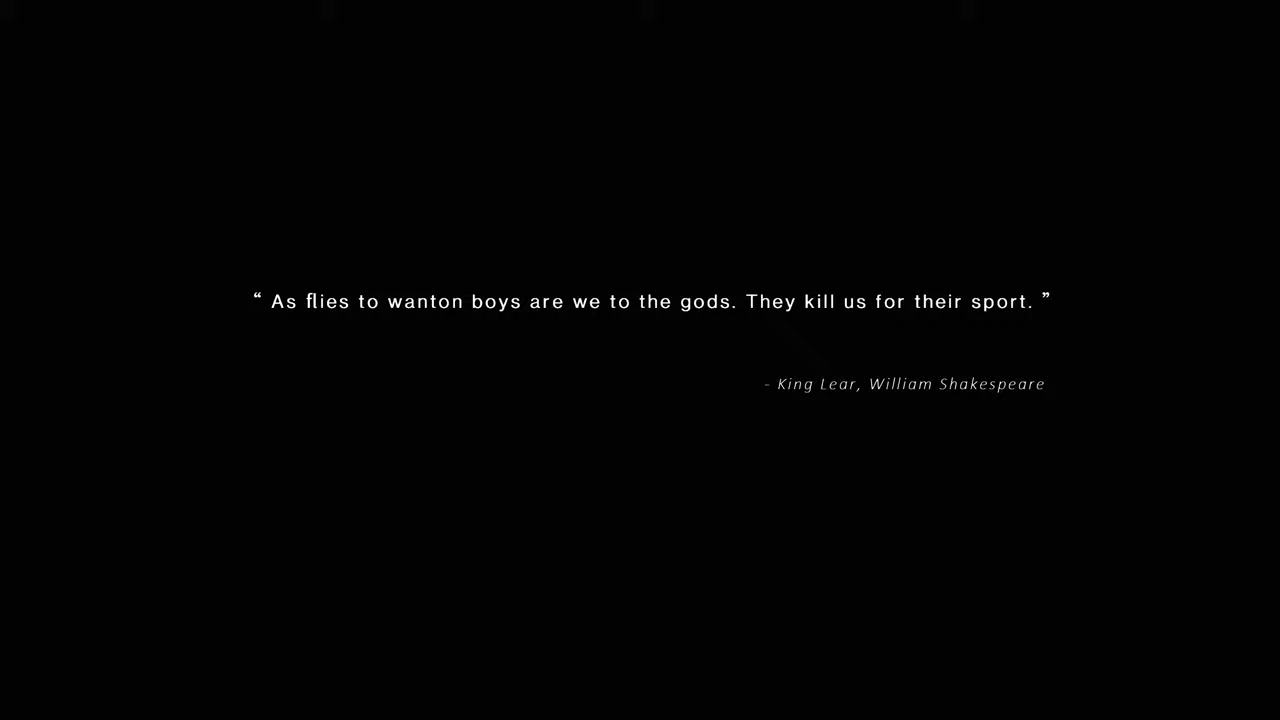 “ As flies to wanton boys are we to the gods. They kill us for their sport. ”
- King Lear, William Shakespeare